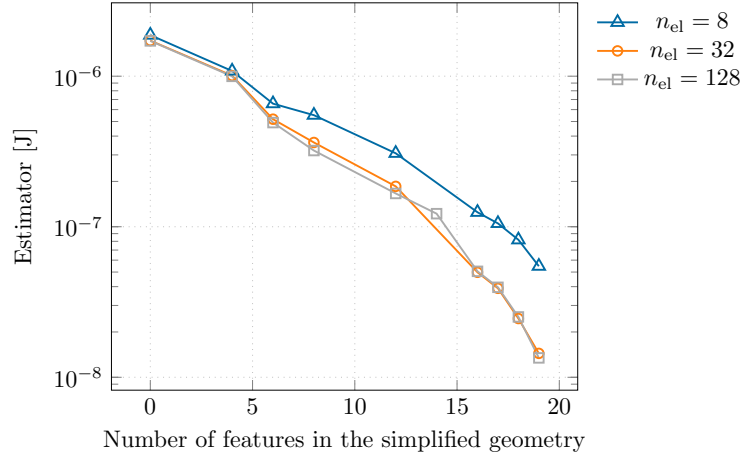 n_el = 8
n_el = 32
n_el = 128
10^−6
10^−7
10^−8
Estimator [J]
0 5 10 15 20
Number of features in the simplified geometry